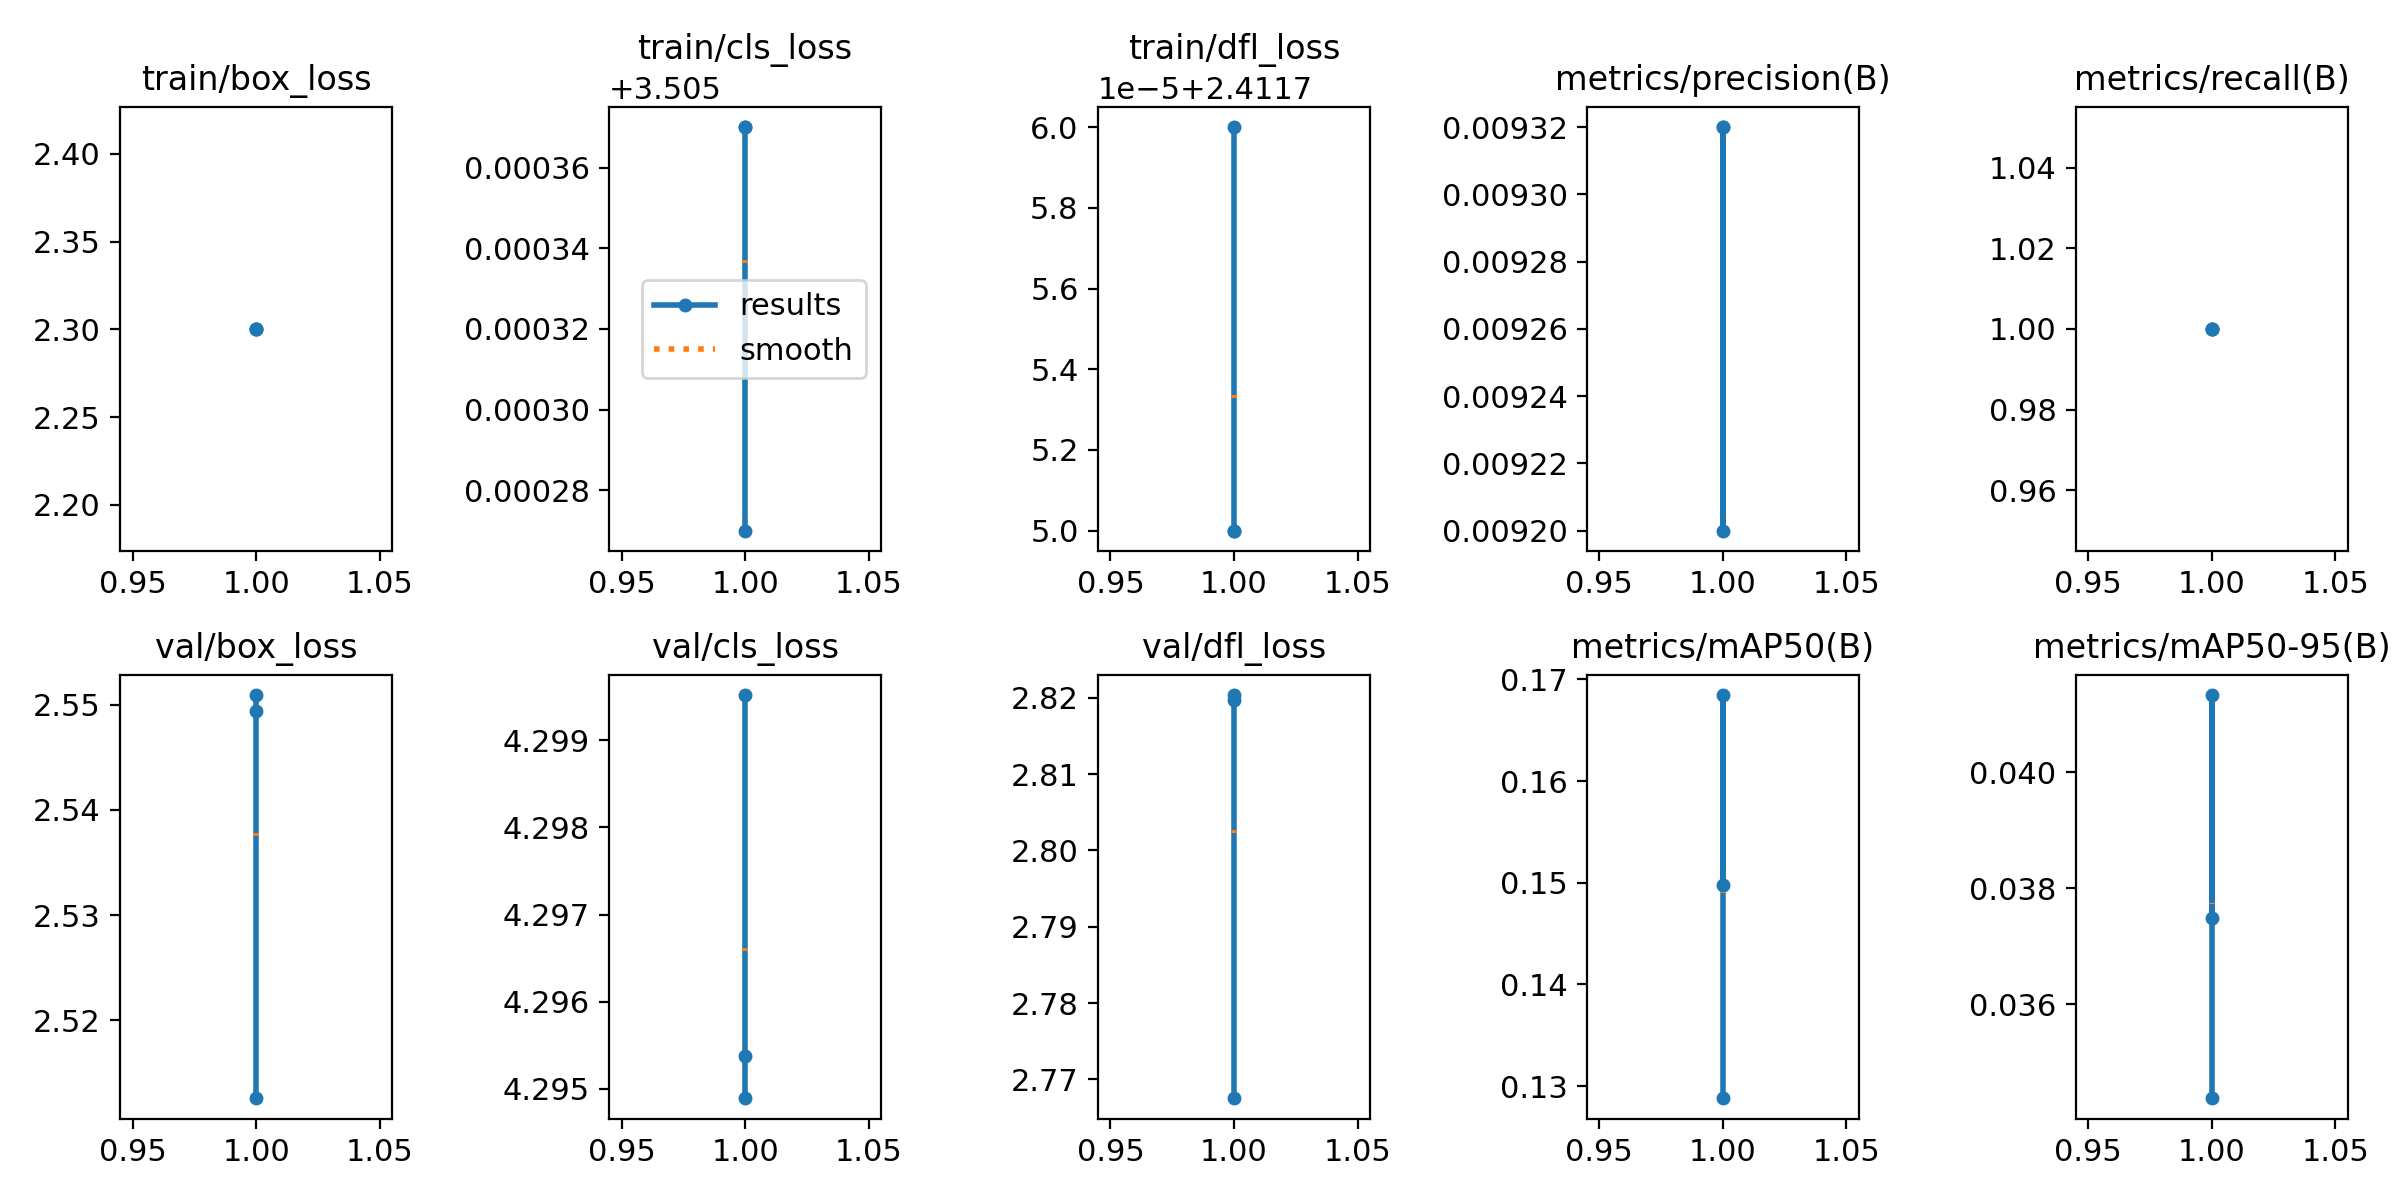 train/box_loss
2.40
2.35
2.30
2.25
2.20
0.95 1.00 1.05
train/cls_loss
+3.505
0.00036
0.00034
0.00032
0.00030
0.00028
results
smooth
0.95 1.00 1.05
train/dfl_loss
1e−5+2.4117
6.0
5.8
5.6
5.4
5.2
5.0
0.95 1.00 1.05
metrics/precision(B)
0.00932
0.00930
0.00928
0.00926
0.00924
0.00922
0.00920
0.95 1.00 1.05
metrics/recall(B)
1.04
1.02
1.00
0.98
0.96
0.95 1.00 1.05
val/box_loss
2.55
2.54
2.53
2.52
0.95 1.00 1.05
val/cls_loss
4.299
4.298
4.297
4.296
4.295
0.95 1.00 1.05
val/dfl_loss
2.82
2.81
2.80
2.79
2.78
2.77
0.95 1.00 1.05
metrics/mAP50(B)
0.17
0.16
0.15
0.14
0.13
0.95 1.00 1.05
metrics/mAP50-95(B)
0.040
0.038
0.036
0.95 1.00 1.05